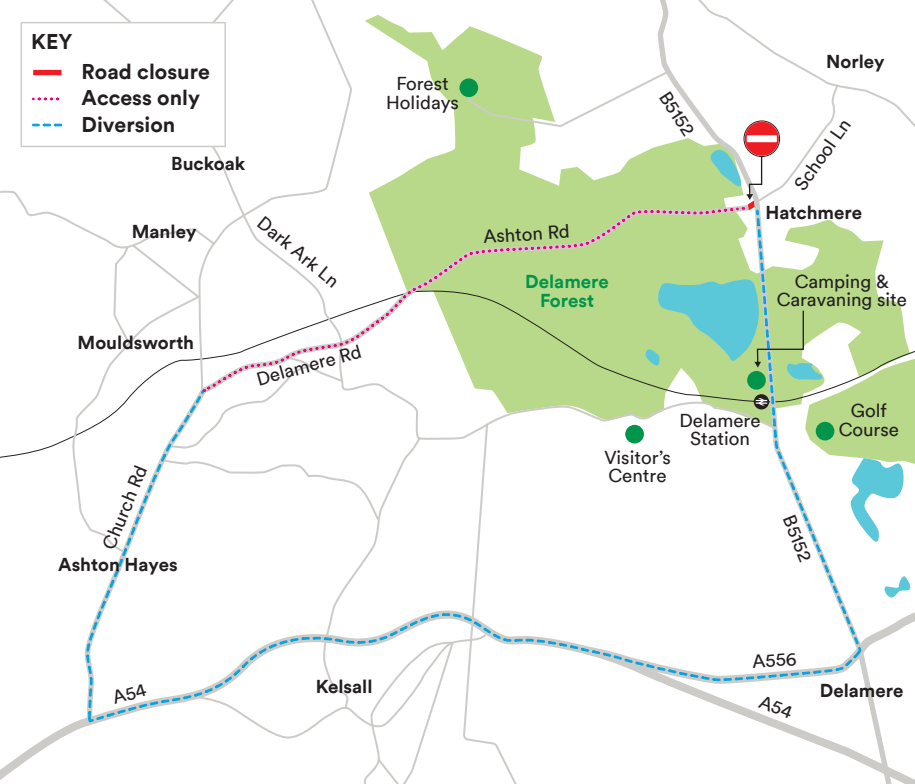 KEY
Road closure
Access only
Diversion
Norley
Forest
Holidays
B5152
School Ln
Buckoak
Manley
Dark Ark Ln
Hatchmere
Ashton Rd
Delamere
Forest
Camping &
Caravaning site
Mouldsworth
Delamere Rd
Delamere
Station
Golf
Course
Visitor's
Centre
Church Rd
B5152
Ashton Hayes
A556
Kelsall
A54
Delamere
A54